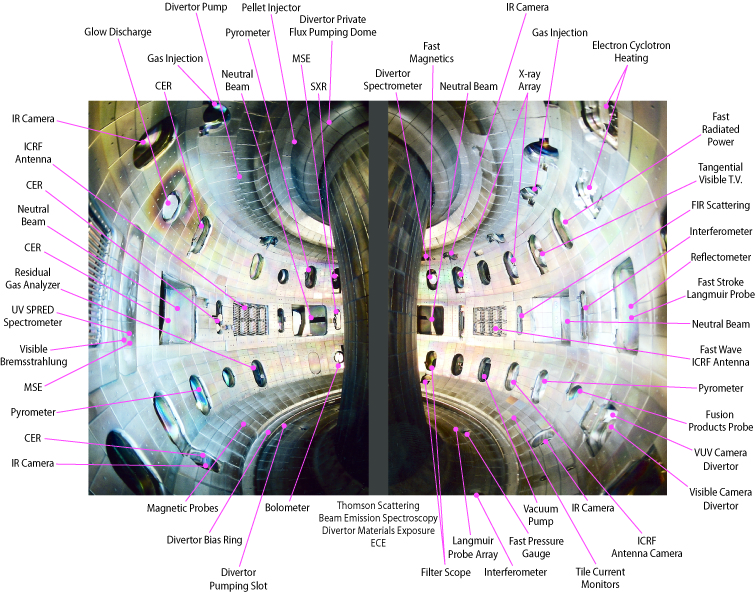 Divertor Pump
Pellet Injector
Divertor Private
Flux Pumping Dome
IR Camera
Glow Discharge
Pyrometer
Gas Injection
Fast
Magnetics
Electron Cyclotron
Heating
Gas Injection
Neutral
Beam
MSE
SXR
Divertor
Spectrometer
Neutral Beam
X-ray
Array
CER
IR Camera
ICRF
Antenna
CER
Neutral
Beam
CER
Residual
Gas Analyzer
UV SPRED
Spectrometer
Visible
Bremsstrahlung
MSE
Pyrometer
CER
IR Camera
Fast
Radiated
Power
Tangential
Visible T.V.
FIR Scattering
Interferometer
Reflectometer
Fast Stroke
Langmuir Probe
Neutral Beam
Fast Wave
ICRF Antenna
Pyrometer
Fusion
Products Probe
VUV Camera
Divertor
Visible Camera
Divertor
Magnetic Probes
Divertor Bias Ring
Divertor
Pumping Slot
Bolometer
Thomson Scattering
Beam Emission Spectroscopy
Divertor Materials Exposure
ECE
Filter Scope
Langmuir
Probe Array
Interferometer
Fast Pressure
Gauge
Vacuum
Pump
IR Camera
Tile Current
Monitors
ICRF
Antenna Camera